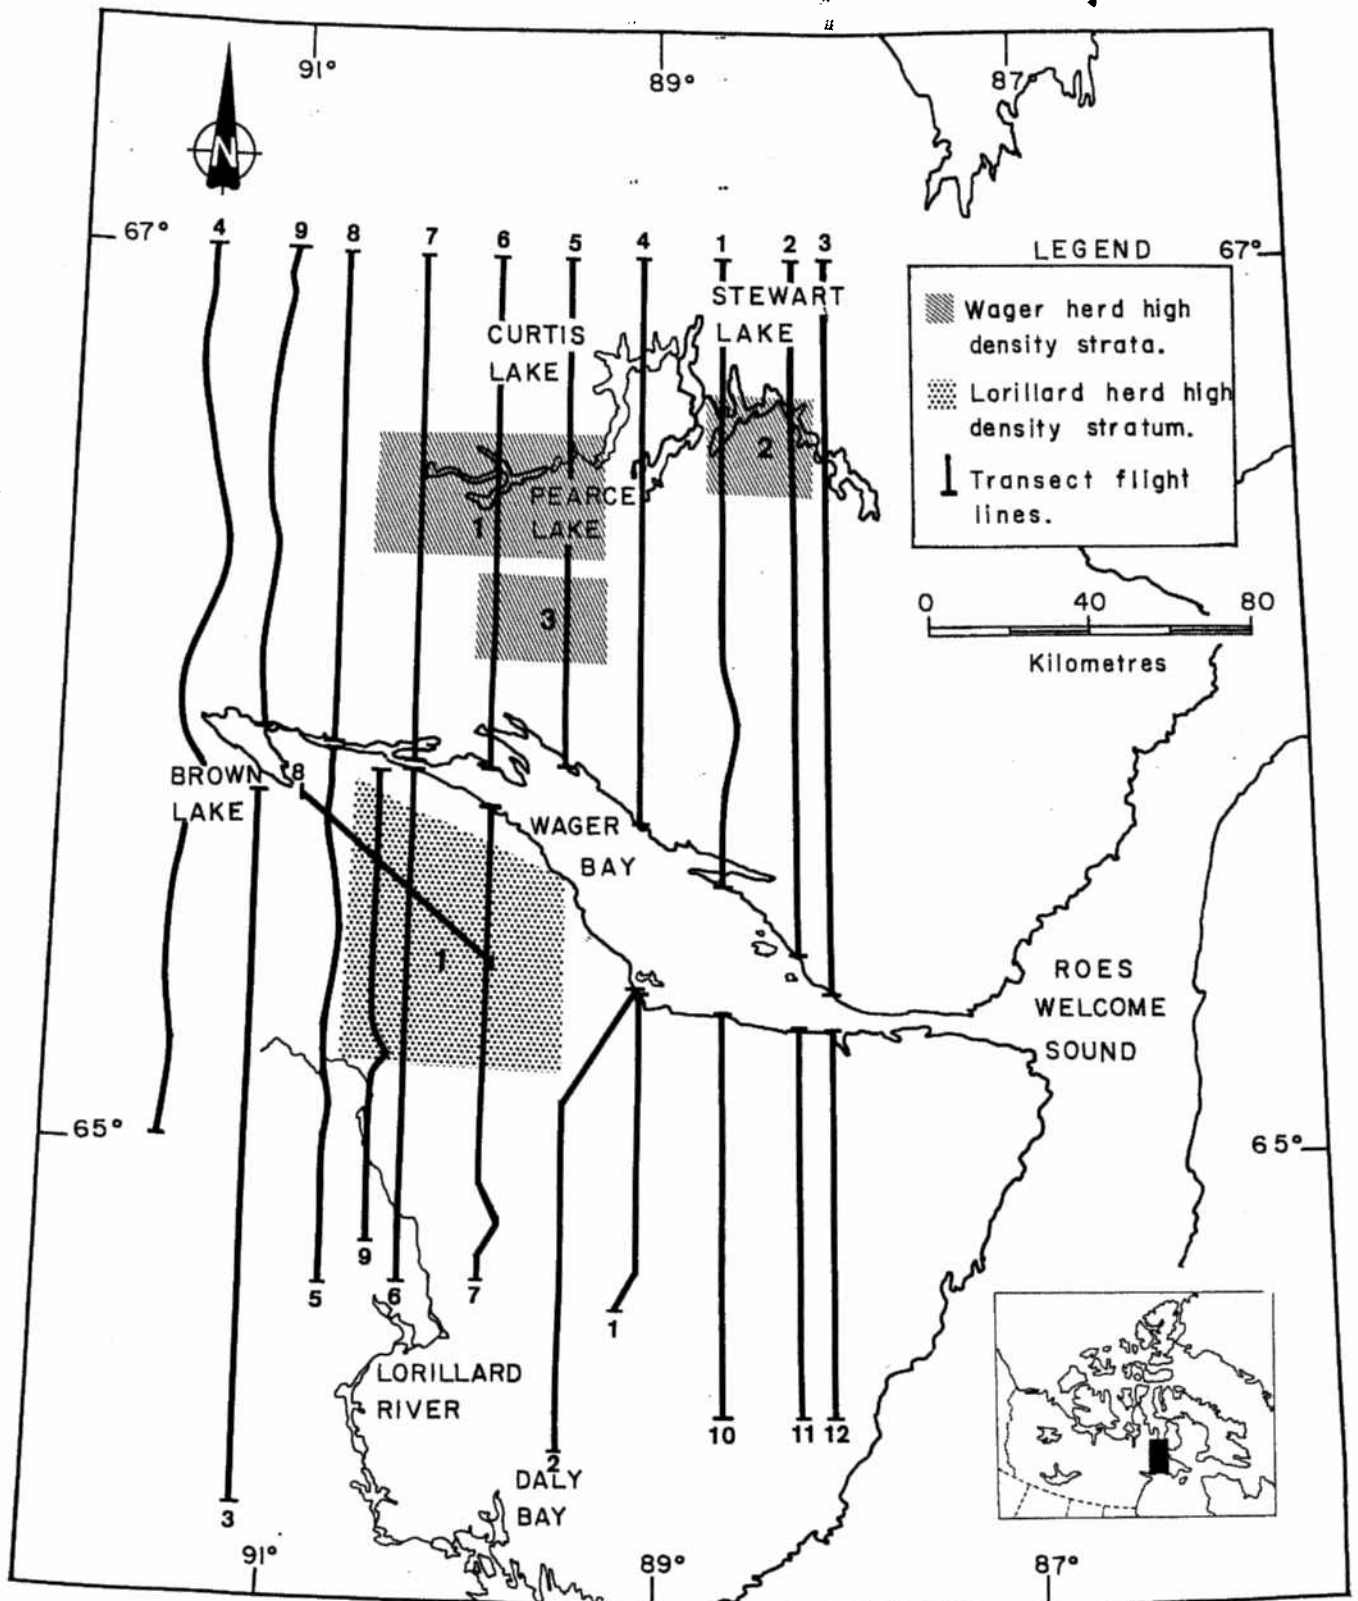 91°
89°
87°
N
67°
4
9
8
7
6
5
4
1
2
3
LEGEND
67°
STEWART
LAKE
CURTIS
LAKE
Wager herd high
density strata.
Lorillard herd high
density stratum.
Transect flight
lines.
2
PEARCE
LAKE
1
3
0 40 80
Kilometres
BROWN
LAKE
8
WAGER
BAY
1
ROES
WELCOME
SOUND
65°
65°
9
5
6
7
1
LORILLARD
RIVER
10
11
12
2
DALY
BAY
3
91°
89°
87°